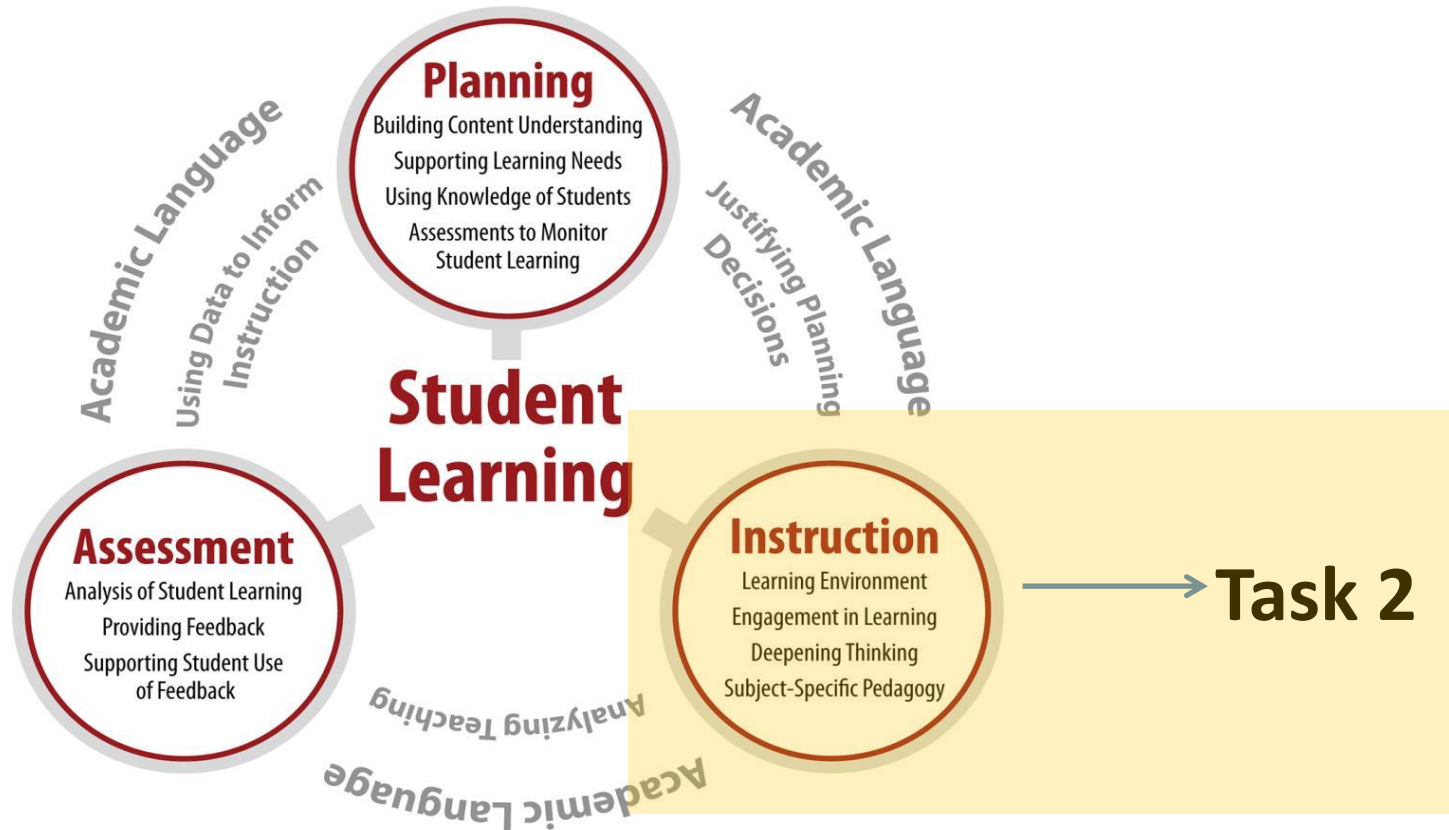 Planning
Building Content Understanding
Supporting Learning Needs
Using Knowledge of Students
Assessments to Monitor
Student Learning
Academic Language
Using Data to Inform
Instruction
Academic Language
Justifying Planning
Decisions
Student
Learning
Assessment
Analysis of Student Learning
Providing Feedback
Supporting Student Use
of Feedback
Instruction
Learning Environment
Engagement in Learning
Deepening Thinking
Subject-Specific Pedagogy
Task 2
Analyzing Teaching
Academic Language